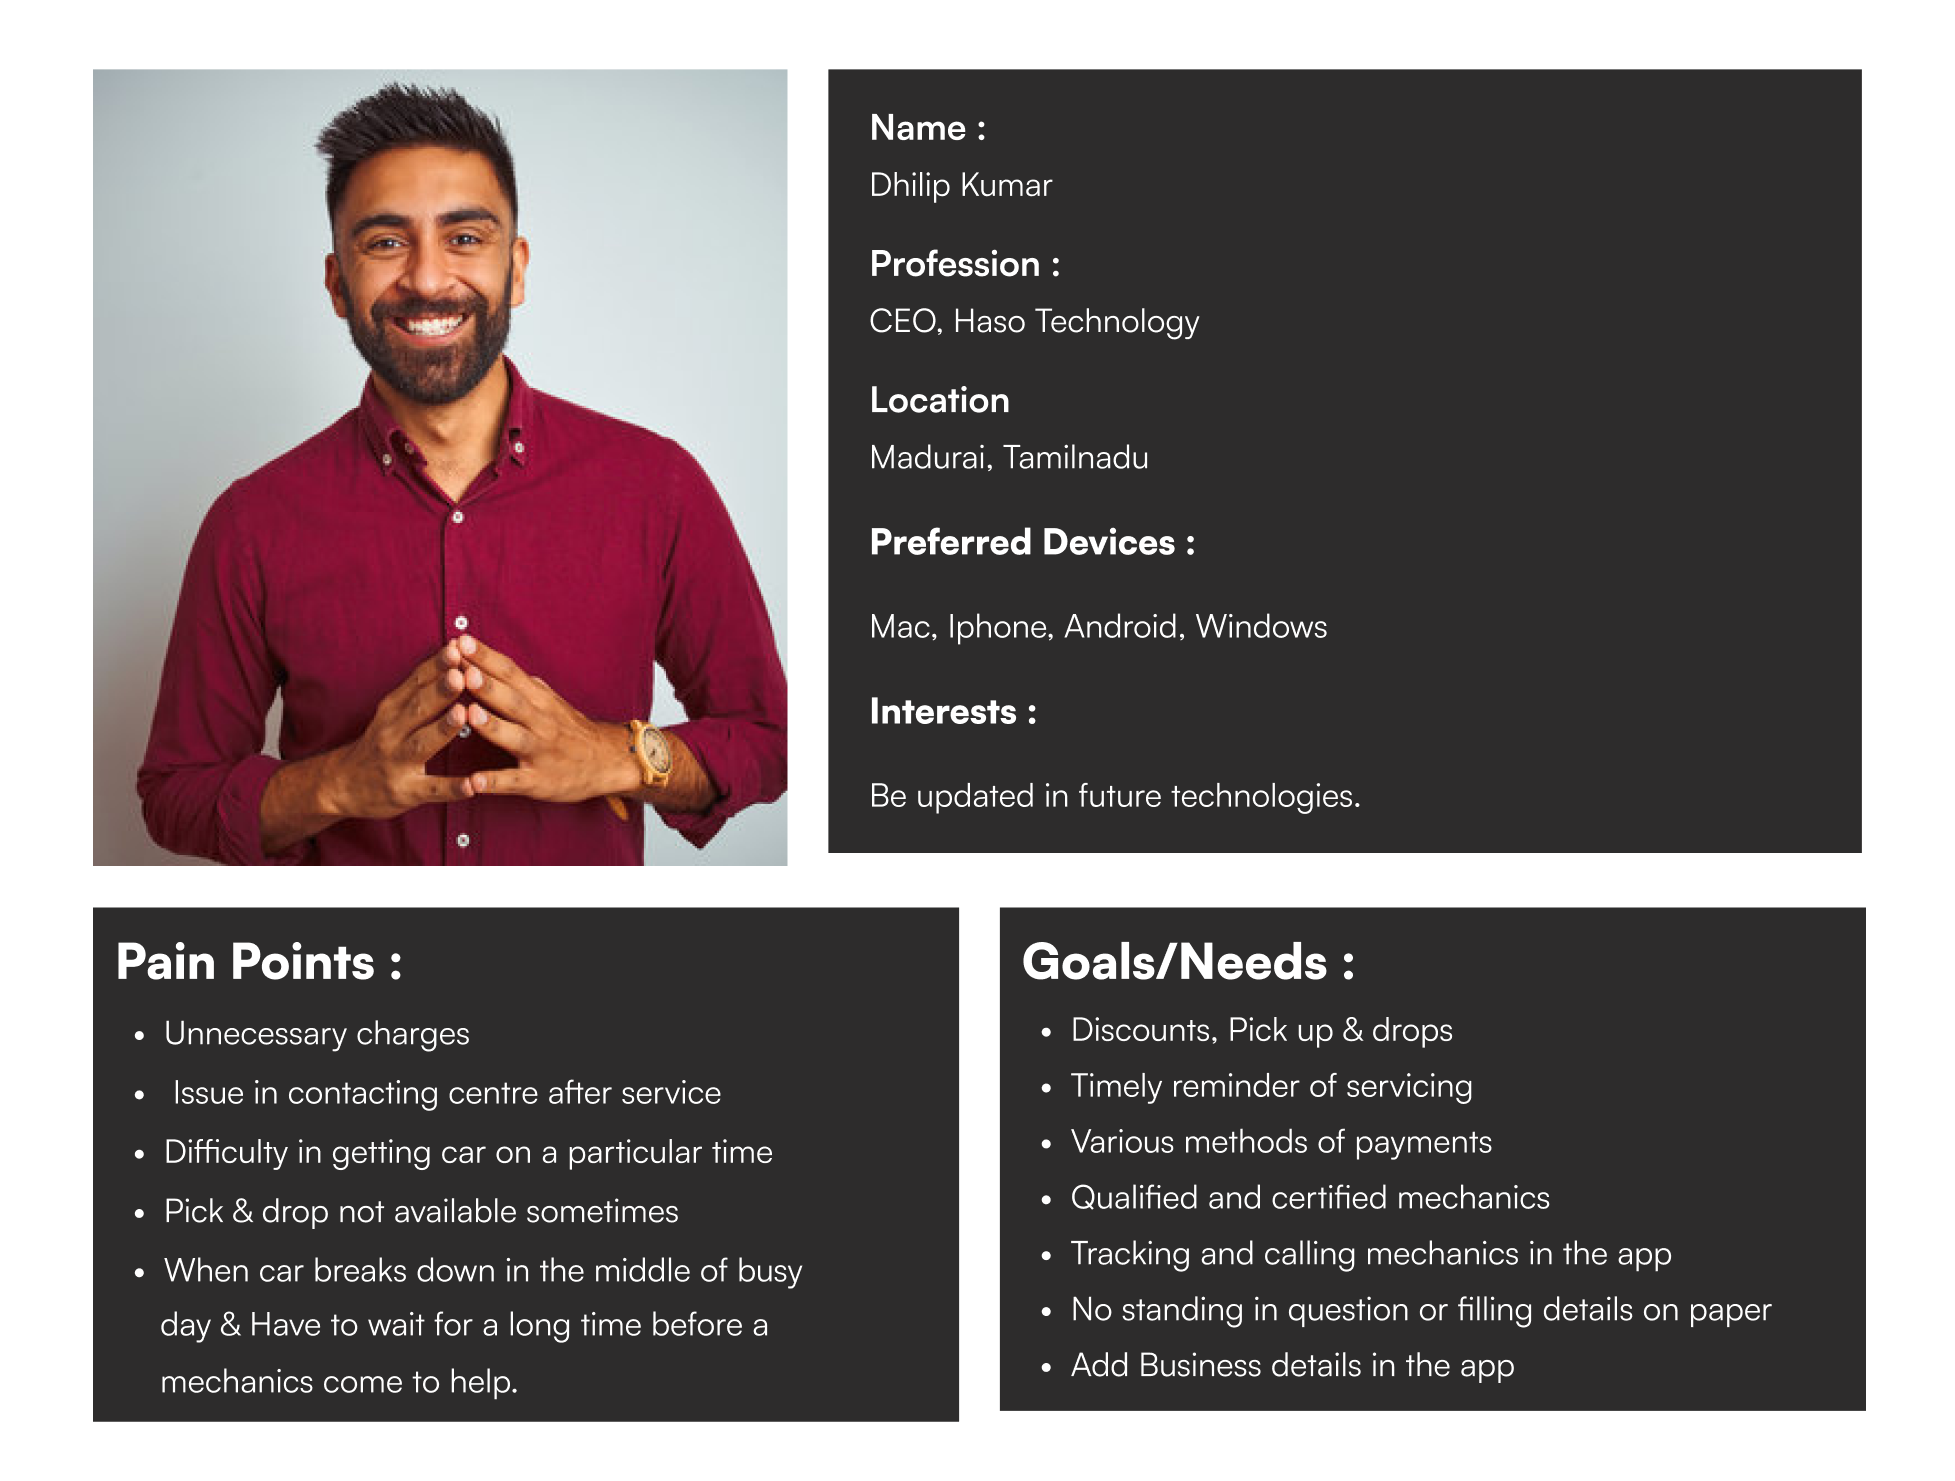 Name :
Dhilip Kumar
Profession :
CEO, Haso Technology
Location
Madurai, Tamilnadu
Preferred Devices :
Mac, Iphone, Android, Windows
Interests :
Be updated in future technologies.
Pain Points :
• Unnecessary charges
• Issue in contacting centre after service
• Difficulty in getting car on a particular time
• Pick & drop not available sometimes
• When car breaks down in the middle of busy
day & Have to wait for a long time before a
mechanics come to help.
Goals/Needs :
• Discounts, Pick up & drops
• Timely reminder of servicing
• Various methods of payments
• Qualified and certified mechanics
• Tracking and calling mechanics in the app
• No standing in question or filling details on paper
• Add Business details in the app